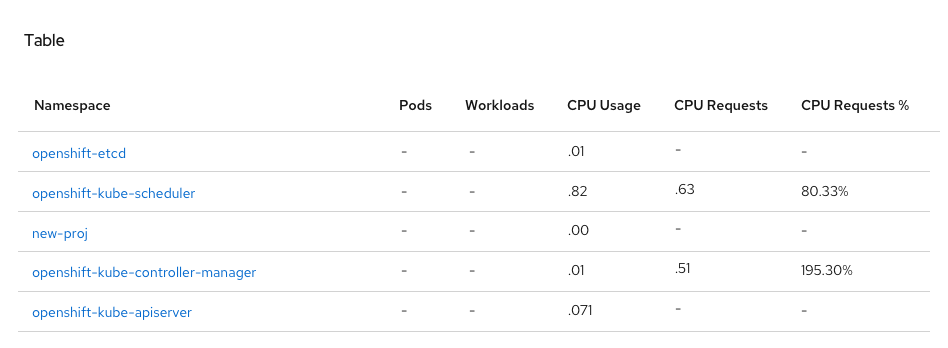 Table
Namespace Pods Workloads CPU Usage CPU Requests CPU Requests %
openshift-etcd - - .01 - -
openshift-kube-scheduler - - .82 .63 80.33%
new-proj - - .00 - -
openshift-kube-controller-manager - - .01 .51 195.30%
openshift-kube-apiserver - - .071 - -